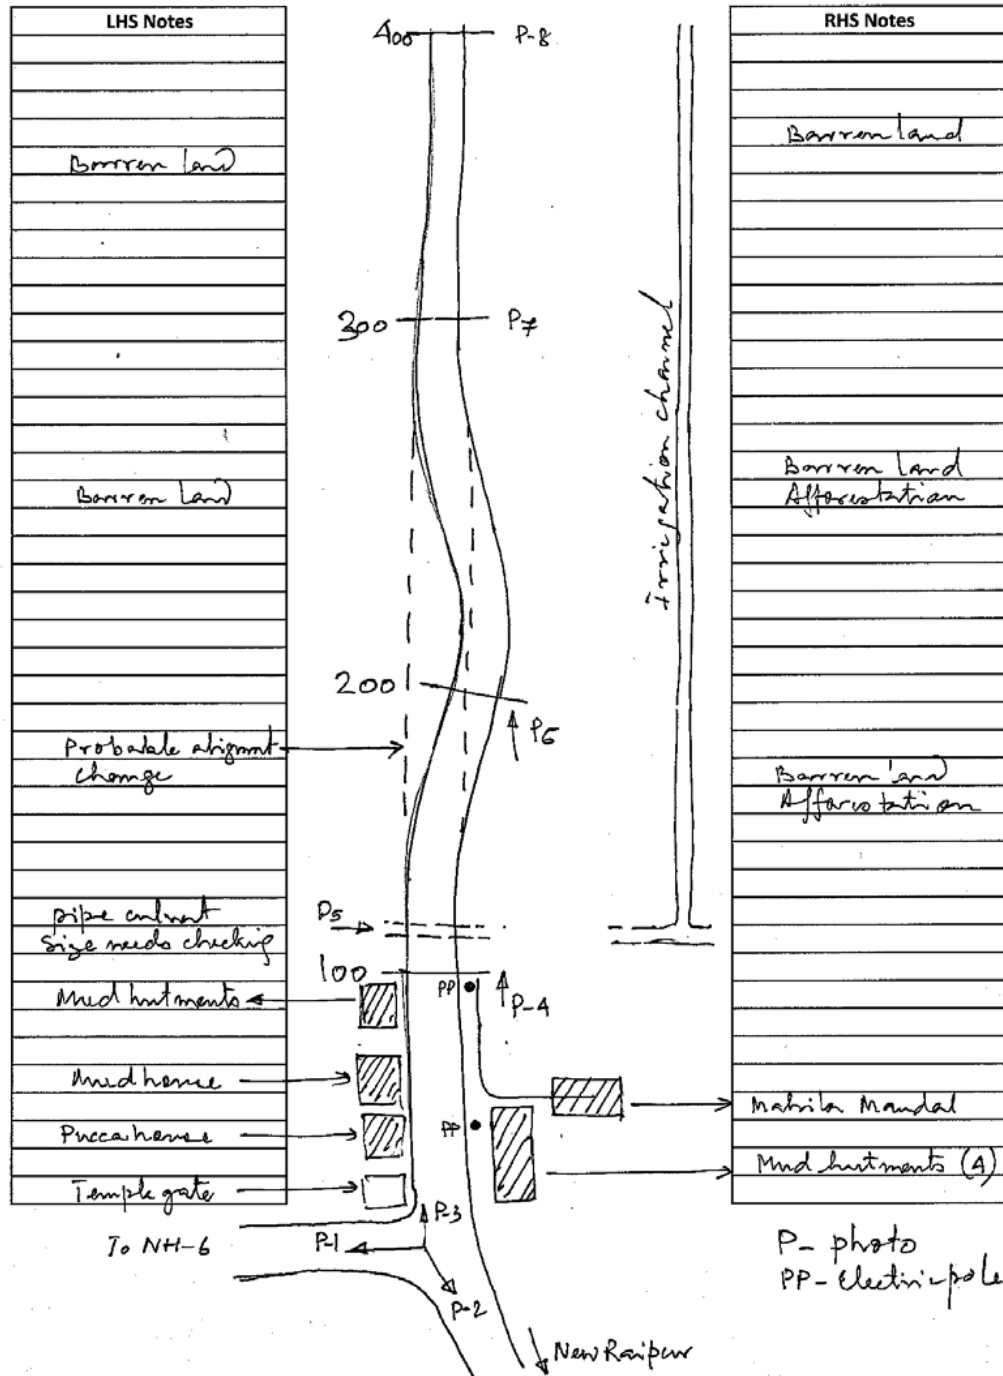 LHS Notes
Barren land
Barren land
Probable alignmt
change
pipe culvert
Size needs checking
Mud hutments
Mud house
Pucca house
Temple gate
To NH-6
400
P-8
300
P7
200
P6
P5
100
PP
P-4
PP
P-3
P-1
P-2
New Raipur
Irrigation channel
RHS Notes
Barren land
Barren land
Afforestation
Barren land
Afforestation
Mahila Mandal
Mud hutments (4)
P- photo
PP- Electric-pole